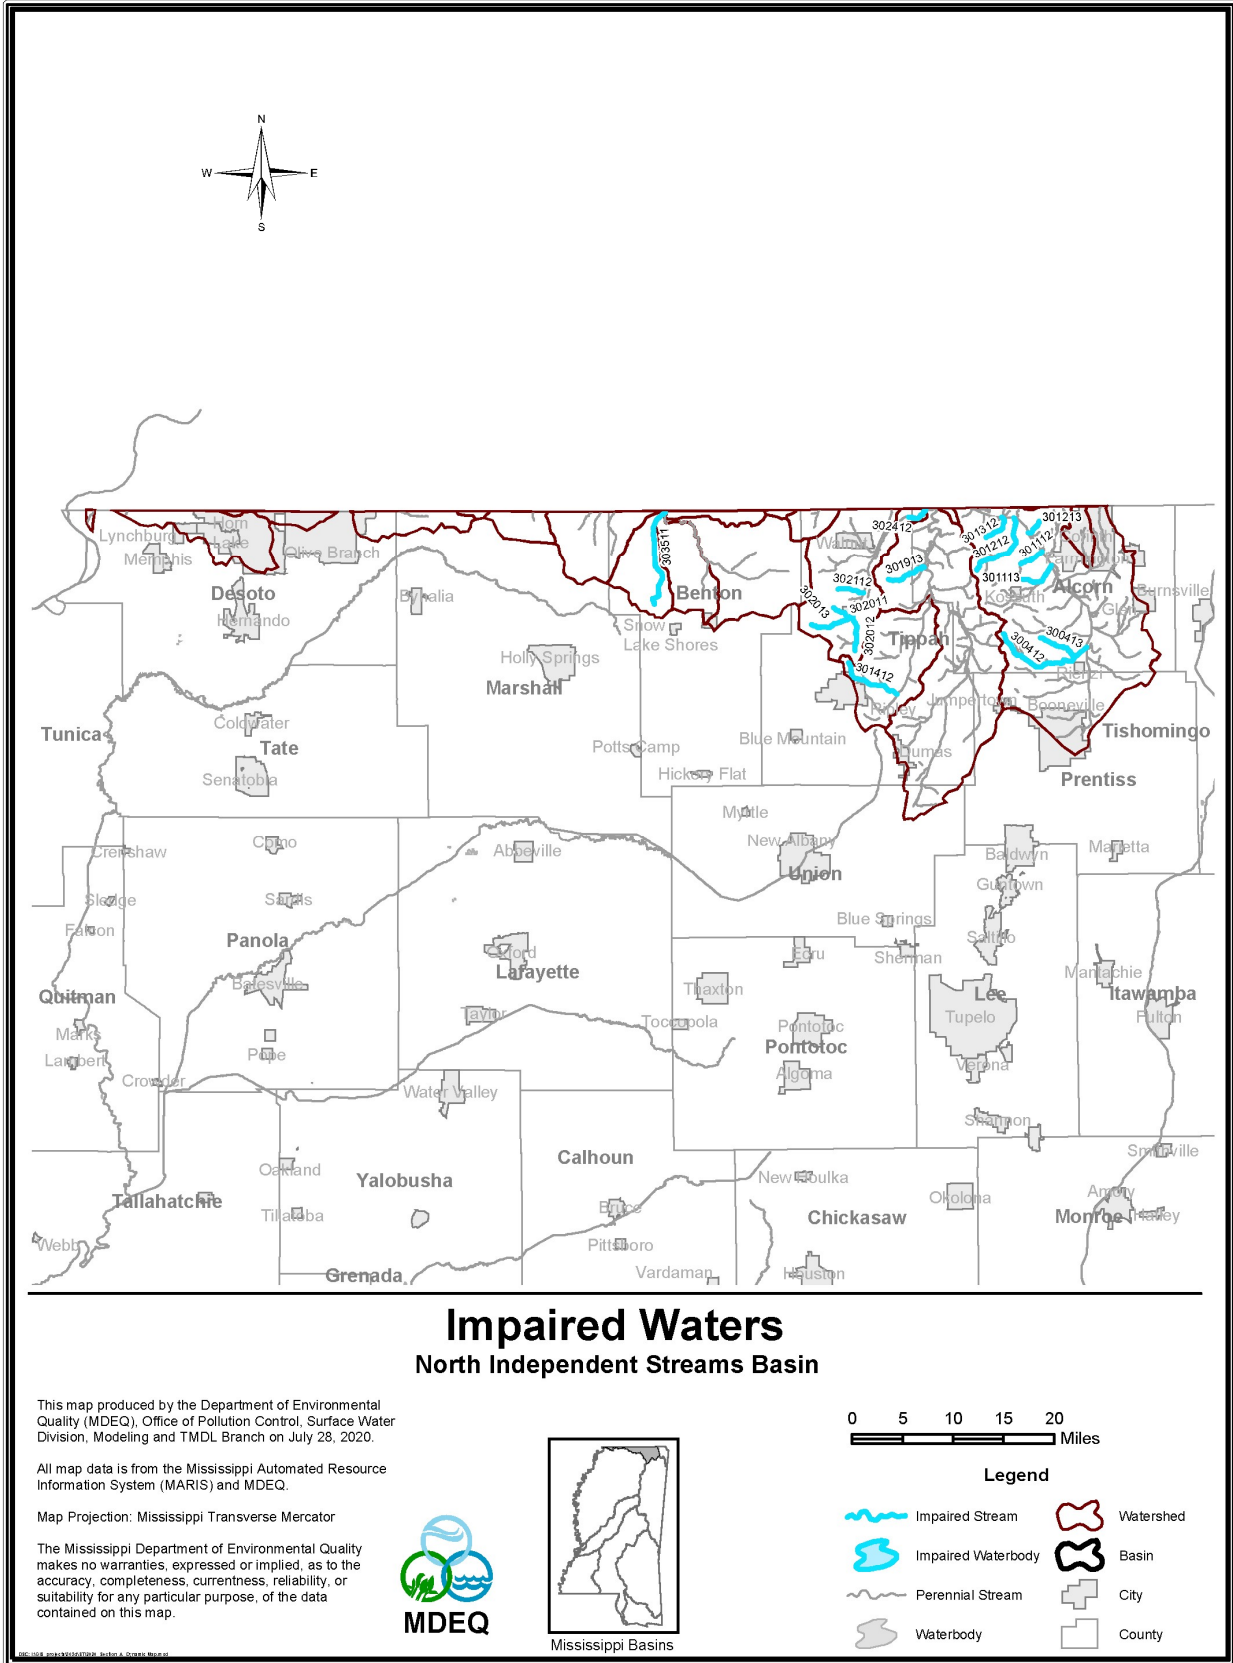 N
W E
S
Lynchburg
Horn
Lake
Memphis
Olive Branch
Desoto
Hernando
Byhalia
303511
Benton
Snow
Lake Shores
Holly Springs
Marshall
Walnut
302412
301913
302112
302011
302013
302012
Tippah
301412
Ripley
301312
301213
301212
301112
301113
Corinth
Farmington
Alcorn
Kossuth
Glen
Burnsville
300413
300412
Rienzi
Jumpertown
Booneville
Tishomingo
Prentiss
Tunica
Coldwater
Tate
Senatobia
Potts Camp
Blue Mountain
Hickory Flat
Dumas
Myrtle
New Albany
Union
Crenshaw
Como
Abbeville
Baldwyn
Marietta
Guntown
Sledge
Sardis
Falcon
Panola
Blue Springs
Saltillo
Sherman
Ecru
Oxford
Lafayette
Batesville
Quitman
Thaxton
Mantachie
Itawamba
Lee
Tupelo
Fulton
Marks
Taylor
Toccopola
Pontotoc
Pontotoc
Lambert
Pope
Verona
Algoma
Crowder
Water Valley
Shannon
Calhoun
Smithville
Oakland
Yalobusha
New Houlka
Okolona
Amory
Tallahatchie
Tillatoba
Bruce
Chickasaw
Monroe
Hatley
Webb
Pittsboro
Grenada
Vardaman
Houston
Impaired Waters
North Independent Streams Basin
This map produced by the Department of Environmental
Quality (MDEQ), Office of Pollution Control, Surface Water
Division, Modeling and TMDL Branch on July 28, 2020.
All map data is from the Mississippi Automated Resource
Information System (MARIS) and MDEQ.
Map Projection: Mississippi Transverse Mercator
The Mississippi Department of Environmental Quality
makes no warranties, expressed or implied, as to the
accuracy, completeness, currentness, reliability, or
suitability for any particular purpose, of the data
contained on this map.
MDEQ
Mississippi Basins
0 5 10 15 20
Miles
Legend
Impaired Stream
Watershed
Impaired Waterbody
Basin
Perennial Stream
City
Waterbody
County